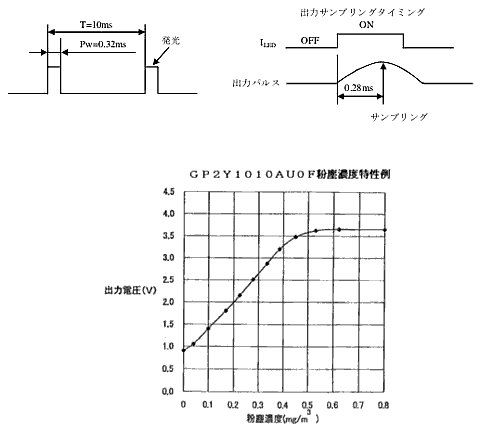 T=10ms
Pw=0.32ms
発光
出力サンプリングタイミング
ON
ILED
OFF
出力パルス
0.28ms
サンプリング
GP2Y1010AU0F粉塵濃度特性例
4,5
4,0
3,5
3,0
2,5
2,0
1,5
1,0
0,5
0
出力電圧(V)
0 0.1 0.2 0.3 0.4 0.5 0.6 0.7 0.8
粉塵濃度(mg/m3)